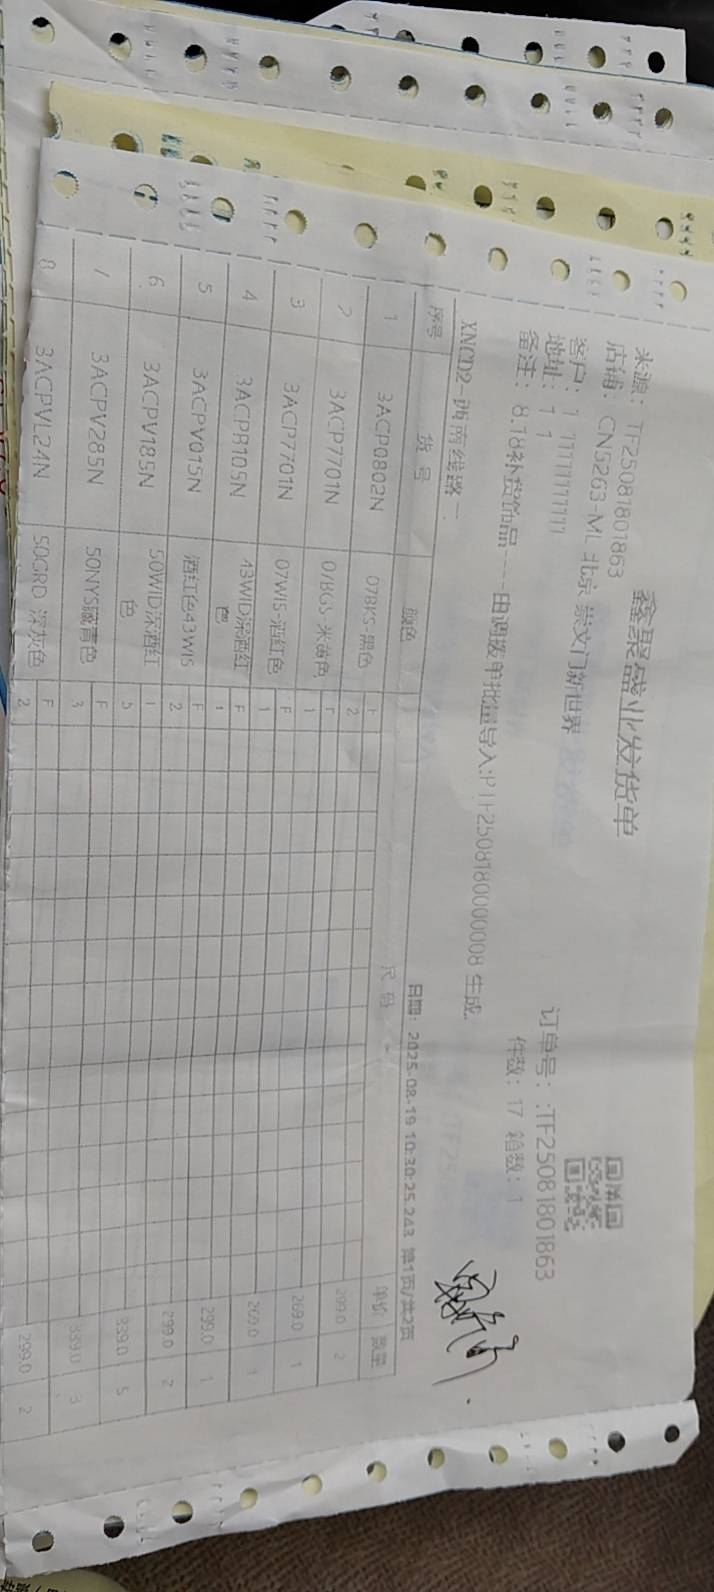 鑫聚盛业发货单
来源：TF25081801863
店铺：CN5263-ML 北京 崇文门新世界
订单号：:TF25081801863
客户：1 11111111111
件数：17 箱数：1
地址：1 1
备注：8.18补货饰品----由调拨单批量导入:PTF2508180000008 生成.
XNCD2-西南线路一.
日期：2025-08-19 10:30:25.243 第1页/共2页
序号 货号 颜色 尺码 单价 数量
1 3ACP0802N 07BKS-黑色 F 2 299.0 2
2 3ACP7701N 07BGS-米黄色 F 1 269.0 1
3 3ACP7701N 07WIS-酒红色 F 1 269.0 1
4 3ACPB105N 43WID深酒红色 F 1 299.0 1
5 3ACPV015N 酒红色43WIS F 2 299.0 2
6 3ACPV185N 50WID深酒红色 F 5 339.0 5
7 3ACPV285N 50NYS藏青色 F 3 339.0 3
8 3ACPVL24N 50GRD 深灰色 F 2 299.0 2